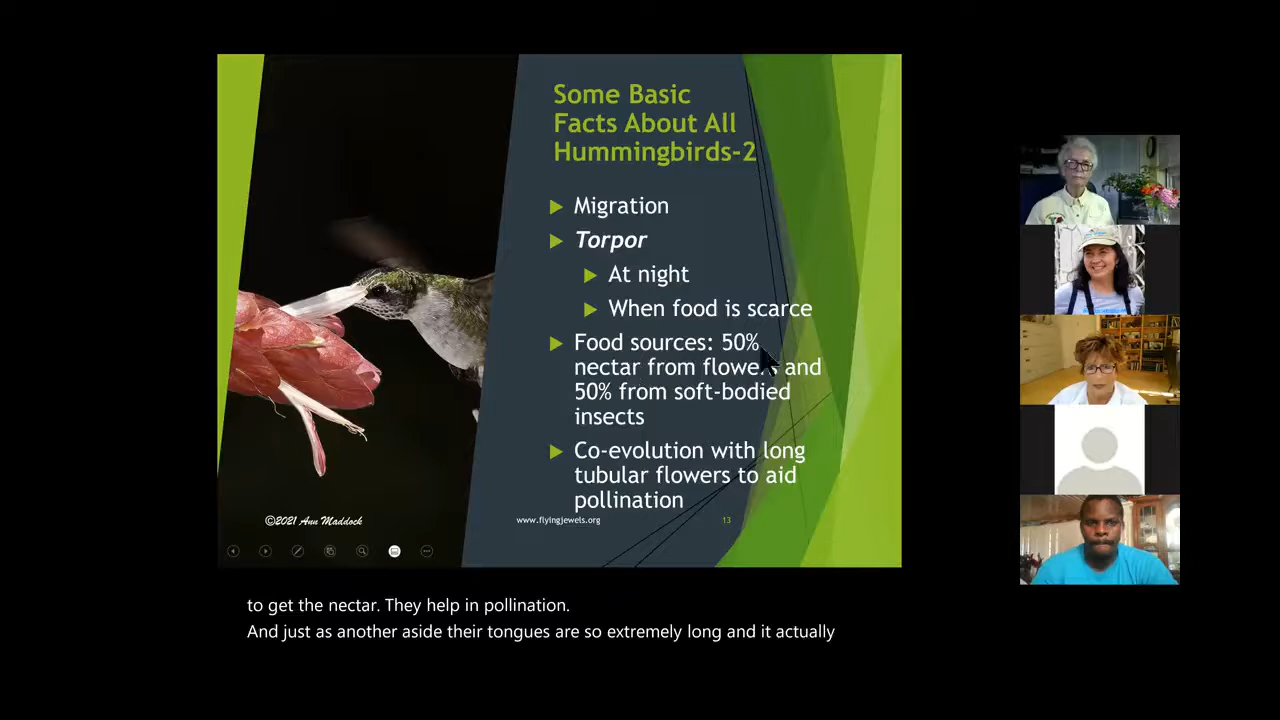 Some Basic
Facts About All
Hummingbirds-2
Migration
Torpor
At night
When food is scarce
Food sources: 50%
nectar from flowers and
50% from soft-bodied
insects
Co-evolution with long
tubular flowers to aid
pollination
©2021 Ann Maddock
www.flyingjewels.org
13
to get the nectar. They help in pollination.
And just as another aside their tongues are so extremely long and it actually